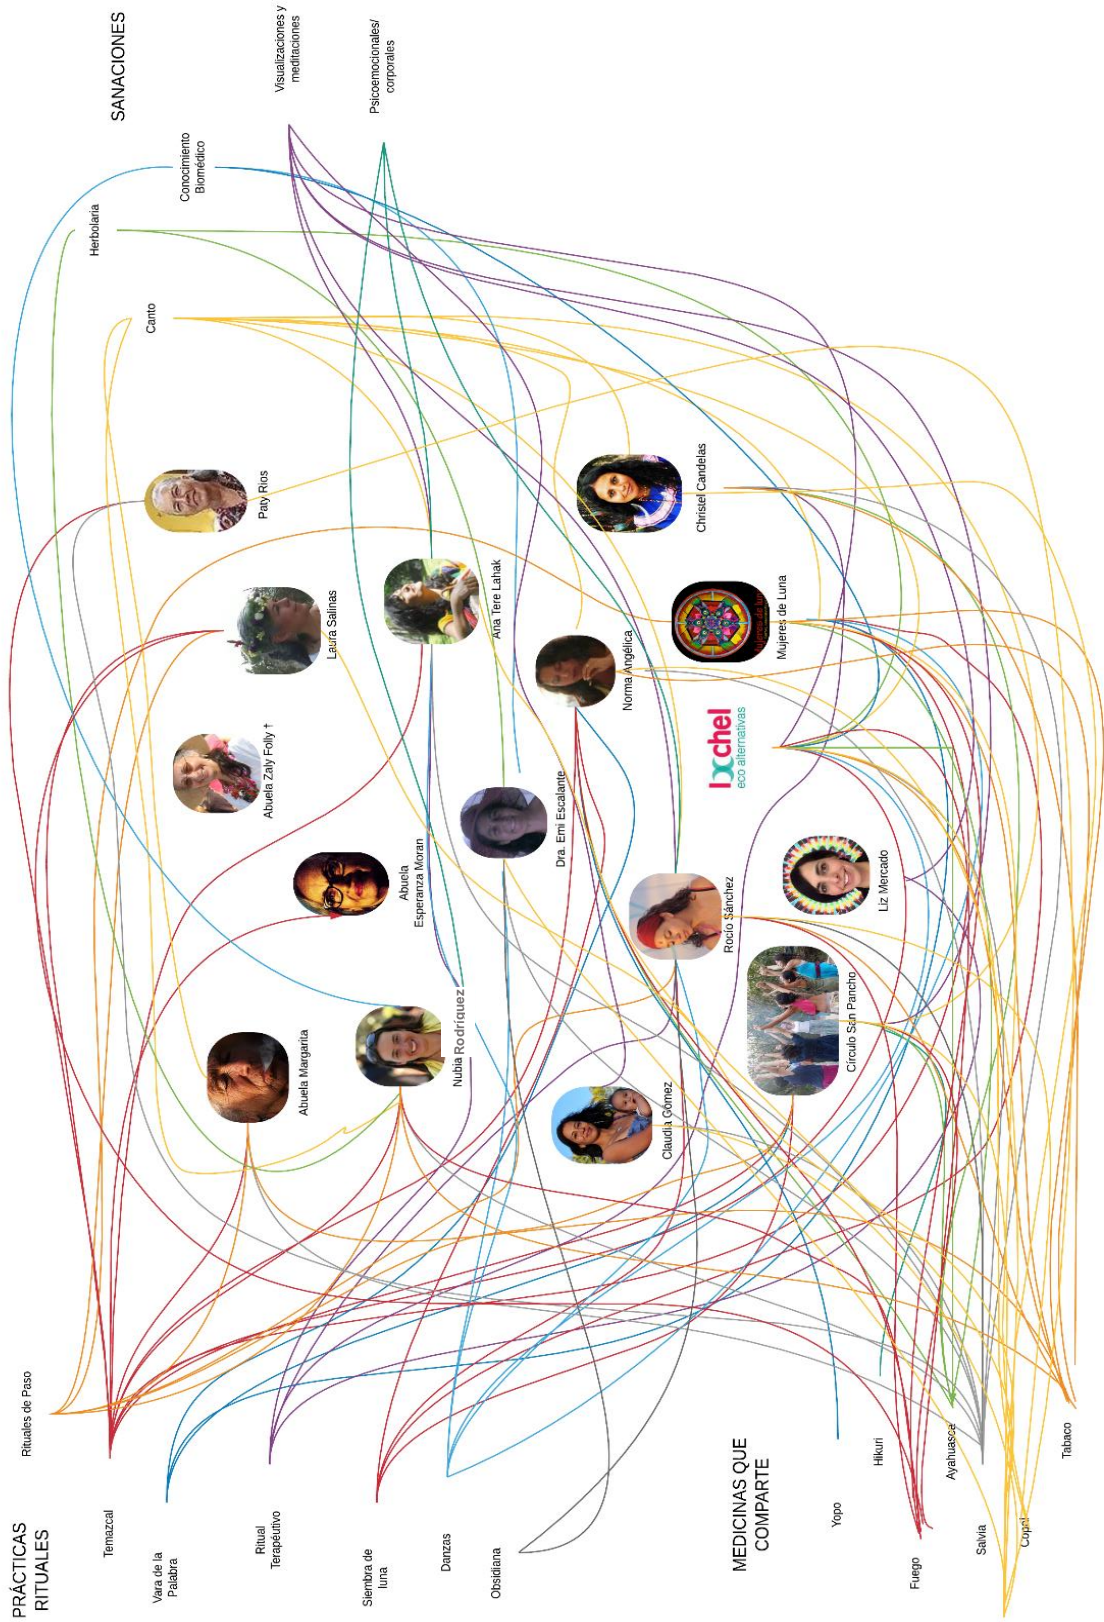 PRÁCTICAS
RITUALES
Rituales de Paso
Temazcal
Vara de la
Palabra
Ritual
Terapéutivo
Siembra de
luna
Danzas
Obsidiana
MEDICINAS QUE
COMPARTE
Yopo
Hikuri
Fuego
Ayahuasca
Salvia
Copal
Tabaco
Abuela Margarita
Abuela Zaly Folly †
Laura Salinas
Paty Rios
Abuela
Esperanza Moran
Nubia Rodríquez
Ana Tere Lahak
Dra. Emi Escalante
Norma Angélica
Claudia Gómez
Rocío Sánchez
Christel Candelas
Ixchel
eco alternativas
Mujeres de Luna
Círculo San Pancho
Liz Mercado
SANACIONES
Herbolaria
Canto
Conocimiento
Biomédico
Visualizaciones y
meditaciones
Psicoemocionales/
corporales